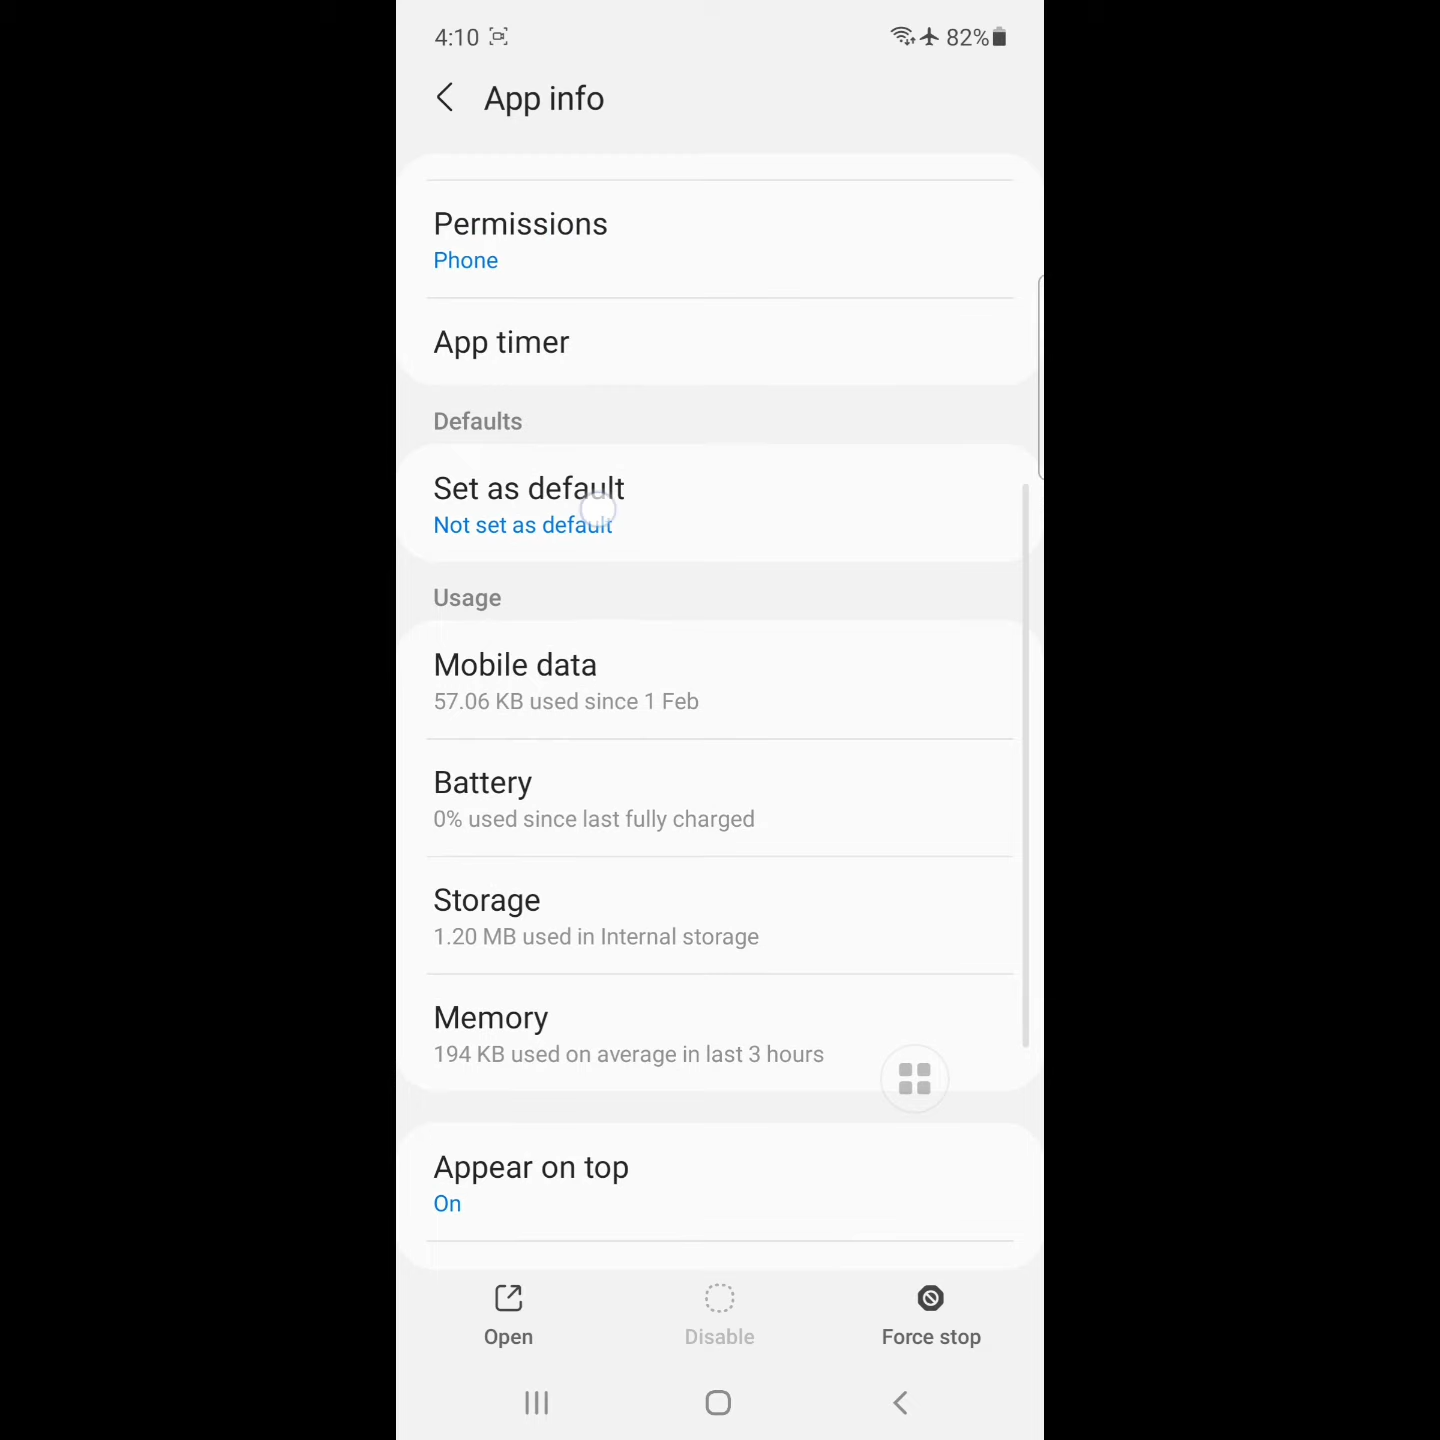 4:10 82%
App info
Permissions
Phone
App timer
Defaults
Set as default
Not set as default
Usage
Mobile data
57.06 KB used since 1 Feb
Battery
0% used since last fully charged
Storage
1.20 MB used in Internal storage
Memory
194 KB used on average in last 3 hours
Appear on top
On
Open Disable Force stop